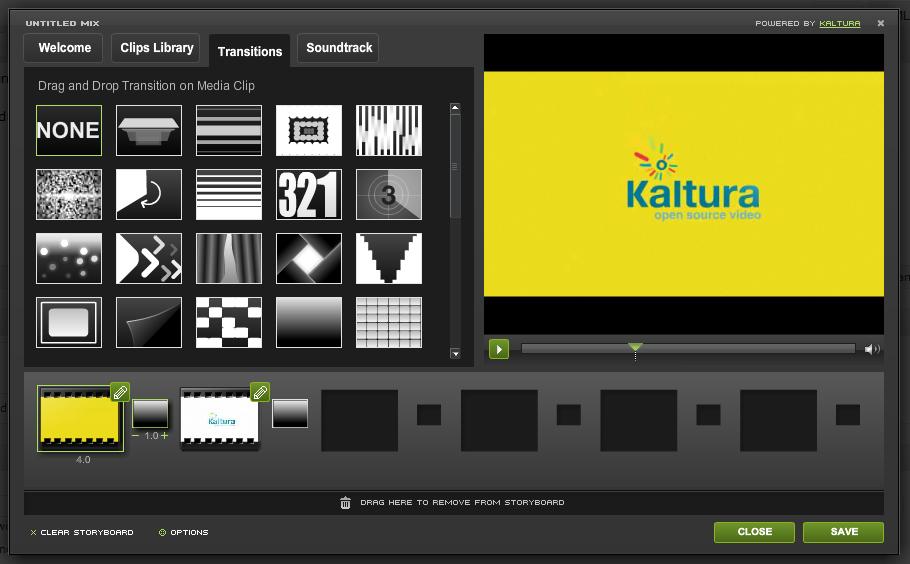 UNTITLED MIX
POWERED BY KALTURA
Welcome
Clips Library
Transitions
Soundtrack
Drag and Drop Transition on Media Clip
NONE
321
3
Kaltura
open source video
Kaltura
− 1.0 +
4.0
DRAG HERE TO REMOVE FROM STORYBOARD
CLEAR STORYBOARD
OPTIONS
CLOSE
SAVE